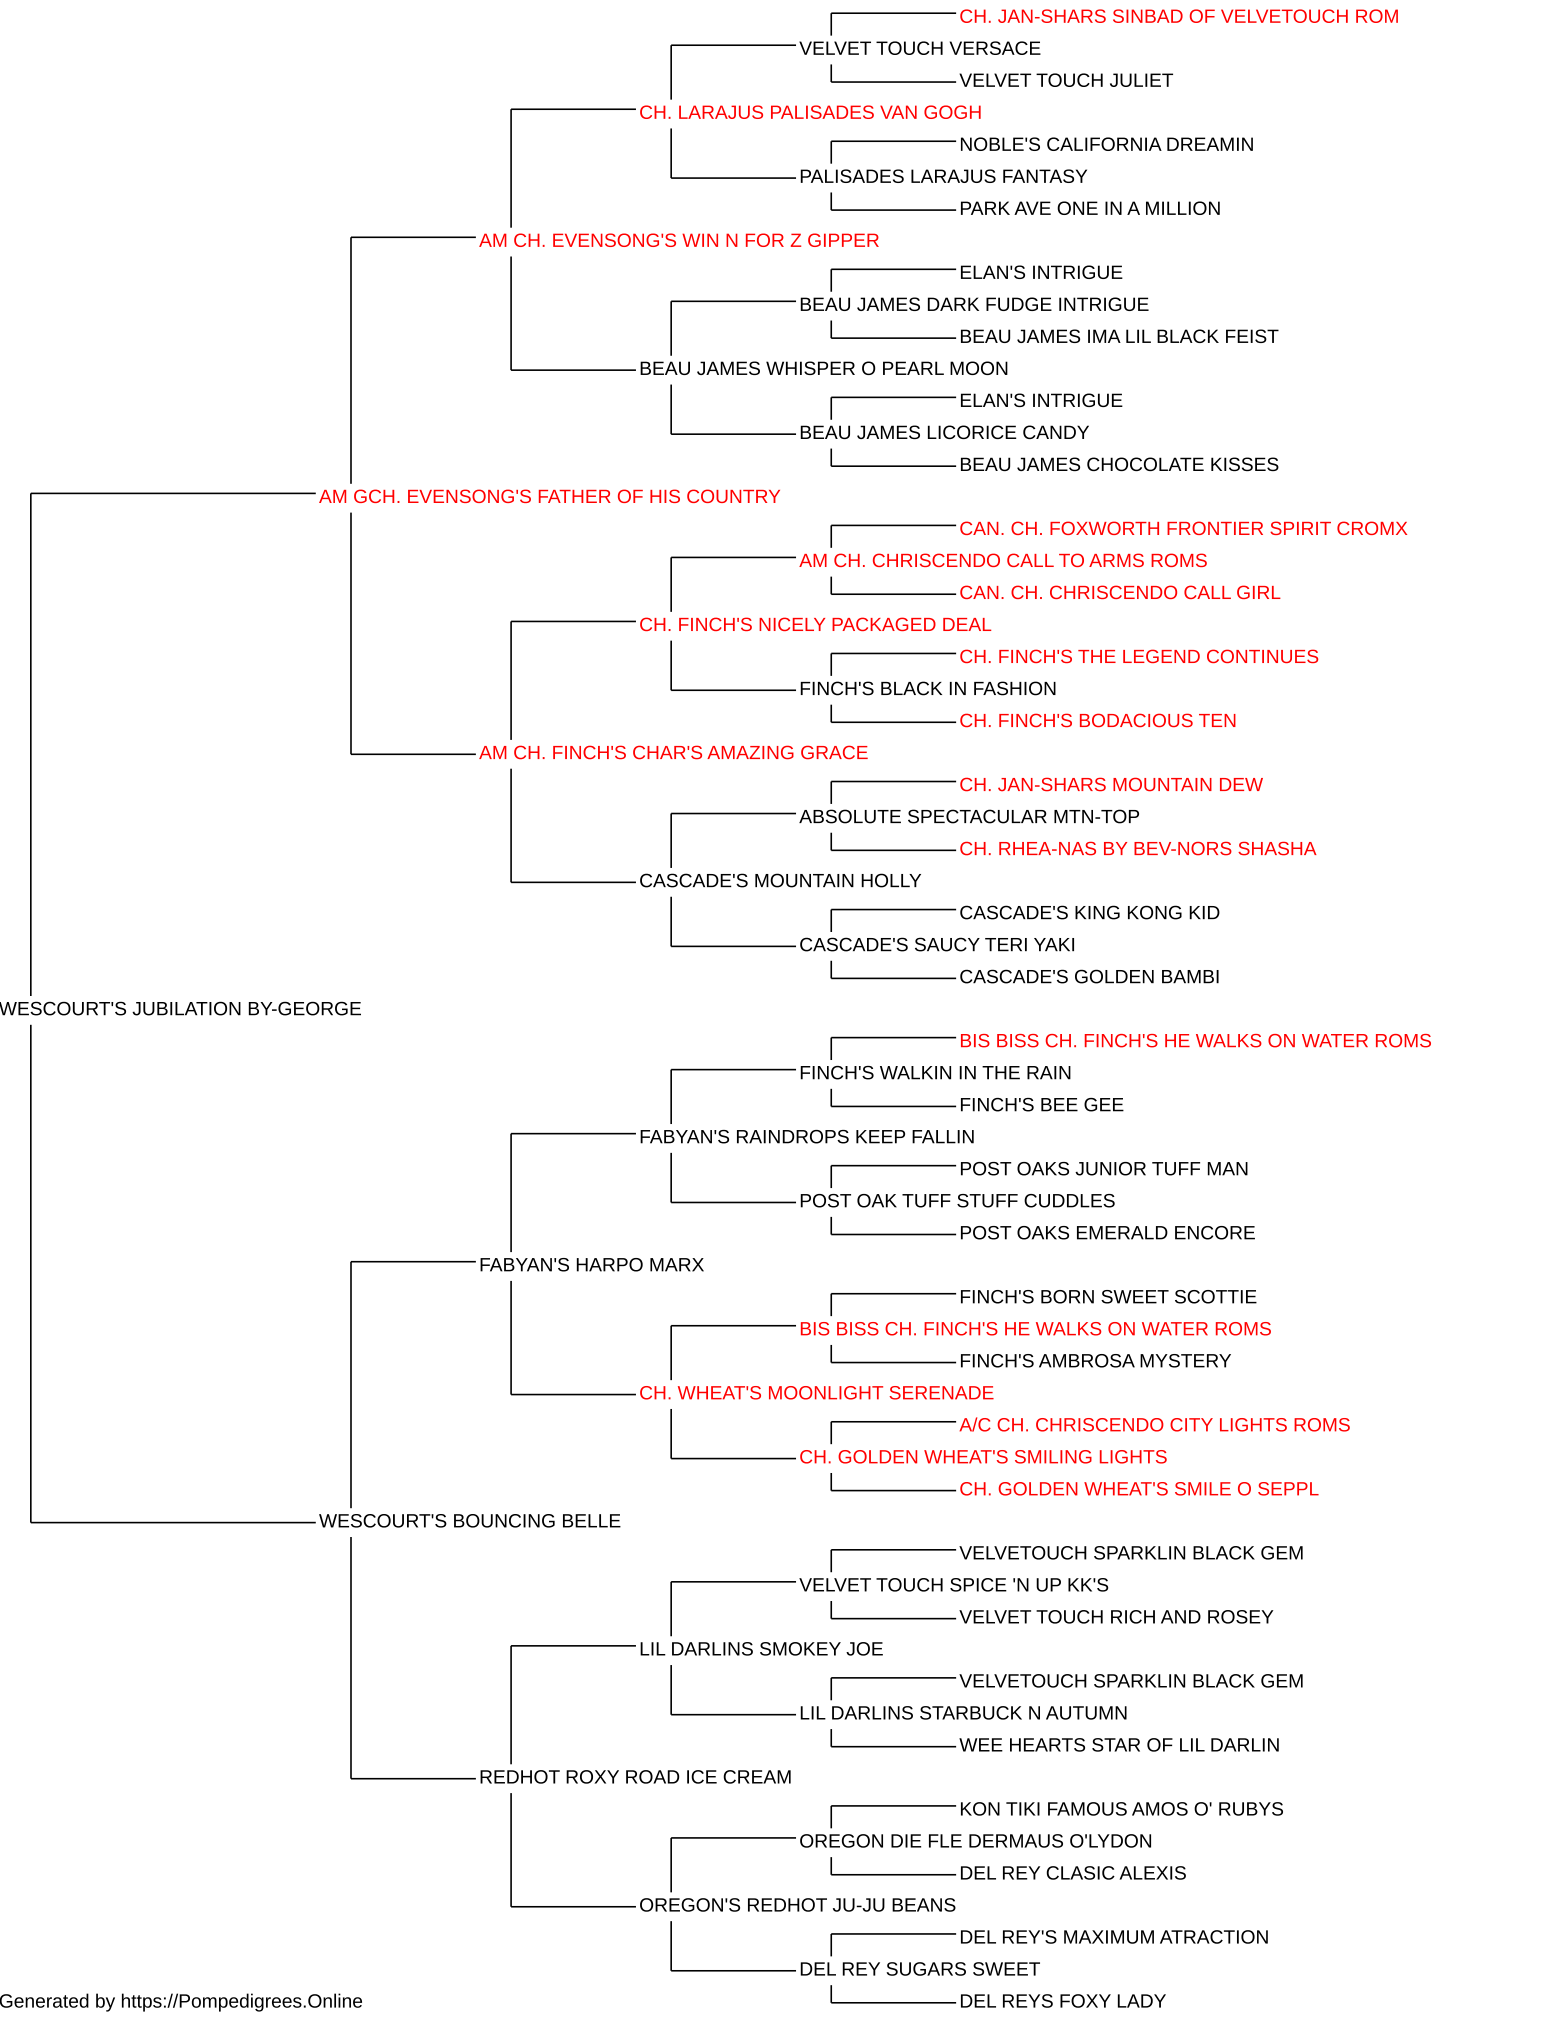 CH. JAN-SHARS SINBAD OF VELVETOUCH ROM
VELVET TOUCH VERSACE
VELVET TOUCH JULIET
CH. LARAJUS PALISADES VAN GOGH
NOBLE'S CALIFORNIA DREAMIN
PALISADES LARAJUS FANTASY
PARK AVE ONE IN A MILLION
AM CH. EVENSONG'S WIN N FOR Z GIPPER
ELAN'S INTRIGUE
BEAU JAMES DARK FUDGE INTRIGUE
BEAU JAMES IMA LIL BLACK FEIST
BEAU JAMES WHISPER O PEARL MOON
ELAN'S INTRIGUE
BEAU JAMES LICORICE CANDY
BEAU JAMES CHOCOLATE KISSES
AM GCH. EVENSONG'S FATHER OF HIS COUNTRY
CAN. CH. FOXWORTH FRONTIER SPIRIT CROMX
AM CH. CHRISCENDO CALL TO ARMS ROMS
CAN. CH. CHRISCENDO CALL GIRL
CH. FINCH'S NICELY PACKAGED DEAL
CH. FINCH'S THE LEGEND CONTINUES
FINCH'S BLACK IN FASHION
CH. FINCH'S BODACIOUS TEN
AM CH. FINCH'S CHAR'S AMAZING GRACE
CH. JAN-SHARS MOUNTAIN DEW
ABSOLUTE SPECTACULAR MTN-TOP
CH. RHEA-NAS BY BEV-NORS SHASHA
CASCADE'S MOUNTAIN HOLLY
CASCADE'S KING KONG KID
CASCADE'S SAUCY TERI YAKI
CASCADE'S GOLDEN BAMBI
WESCOURT'S JUBILATION BY-GEORGE
BIS BISS CH. FINCH'S HE WALKS ON WATER ROMS
FINCH'S WALKIN IN THE RAIN
FINCH'S BEE GEE
FABYAN'S RAINDROPS KEEP FALLIN
POST OAKS JUNIOR TUFF MAN
POST OAK TUFF STUFF CUDDLES
POST OAKS EMERALD ENCORE
FABYAN'S HARPO MARX
FINCH'S BORN SWEET SCOTTIE
BIS BISS CH. FINCH'S HE WALKS ON WATER ROMS
FINCH'S AMBROSA MYSTERY
CH. WHEAT'S MOONLIGHT SERENADE
A/C CH. CHRISCENDO CITY LIGHTS ROMS
CH. GOLDEN WHEAT'S SMILING LIGHTS
CH. GOLDEN WHEAT'S SMILE O SEPPL
WESCOURT'S BOUNCING BELLE
VELVETOUCH SPARKLIN BLACK GEM
VELVET TOUCH SPICE 'N UP KK'S
VELVET TOUCH RICH AND ROSEY
LIL DARLINS SMOKEY JOE
VELVETOUCH SPARKLIN BLACK GEM
LIL DARLINS STARBUCK N AUTUMN
WEE HEARTS STAR OF LIL DARLIN
REDHOT ROXY ROAD ICE CREAM
KON TIKI FAMOUS AMOS O' RUBYS
OREGON DIE FLE DERMAUS O'LYDON
DEL REY CLASIC ALEXIS
OREGON'S REDHOT JU-JU BEANS
DEL REY'S MAXIMUM ATRACTION
DEL REY SUGARS SWEET
DEL REYS FOXY LADY
Generated by https://Pompedigrees.Online